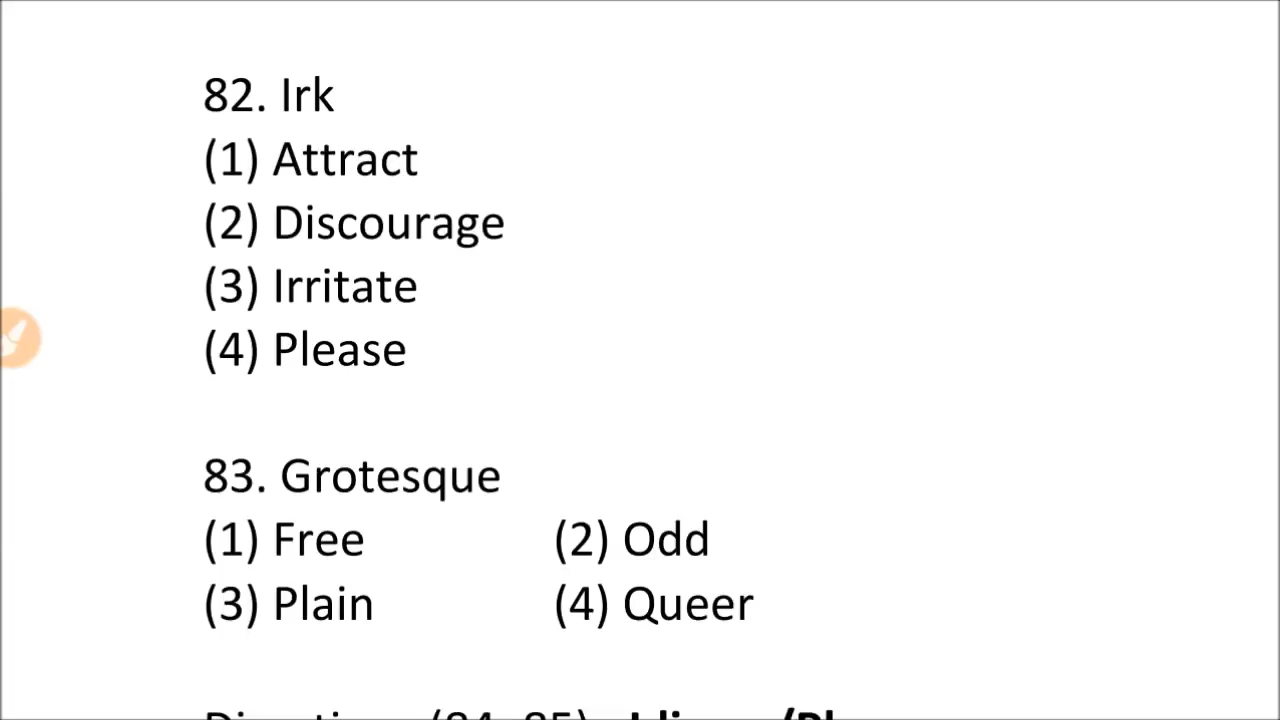 82. Irk
(1) Attract
(2) Discourage
(3) Irritate
(4) Please
83. Grotesque
(1) Free (2) Odd
(3) Plain (4) Queer